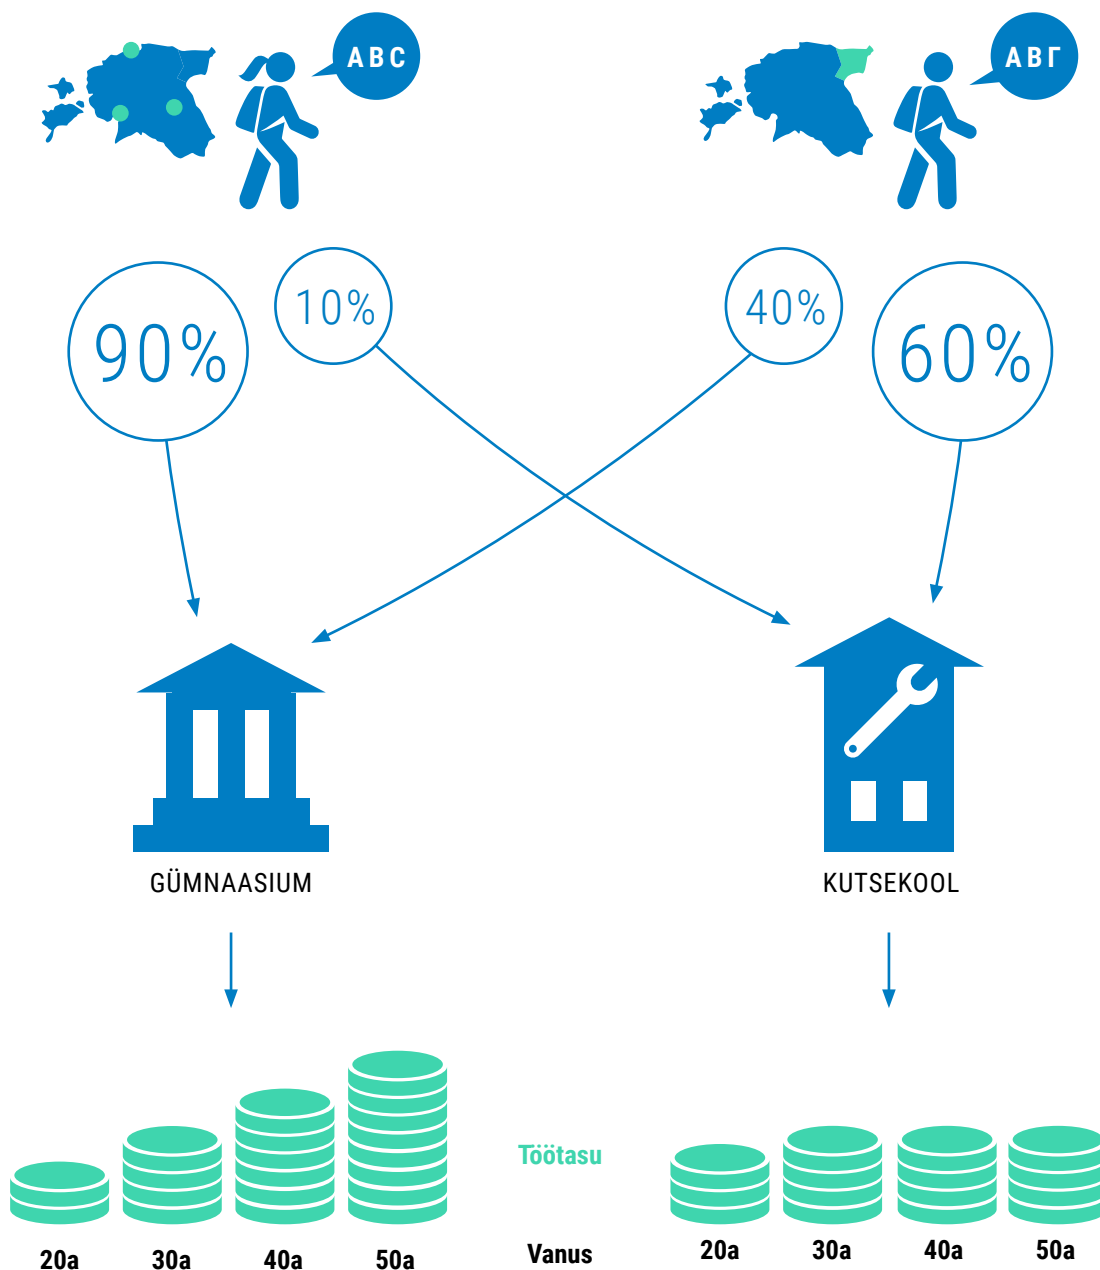 ABC
АВГ
90%
10%
40%
60%
GÜMNAASIUM
KUTSEKOOL
Töötasu
20a
30a
40a
50a
Vanus
20a
30a
40a
50a